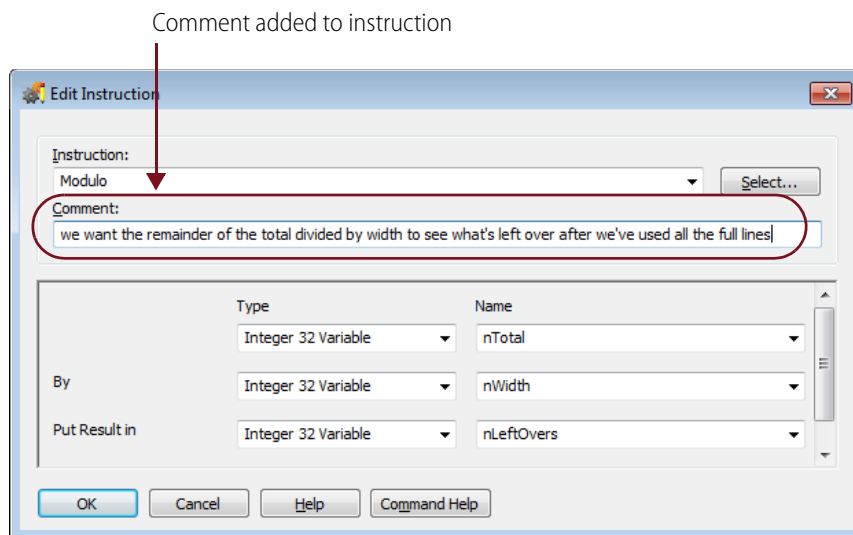 Comment added to instruction
Edit Instruction
Instruction:
Modulo
Select...
Comment:
we want the remainder of the total divided by width to see what's left over after we've used all the full lines
Type Name
Integer 32 Variable nTotal
By Integer 32 Variable nWidth
Put Result in Integer 32 Variable nLeftOvers
OK Cancel Help Command Help